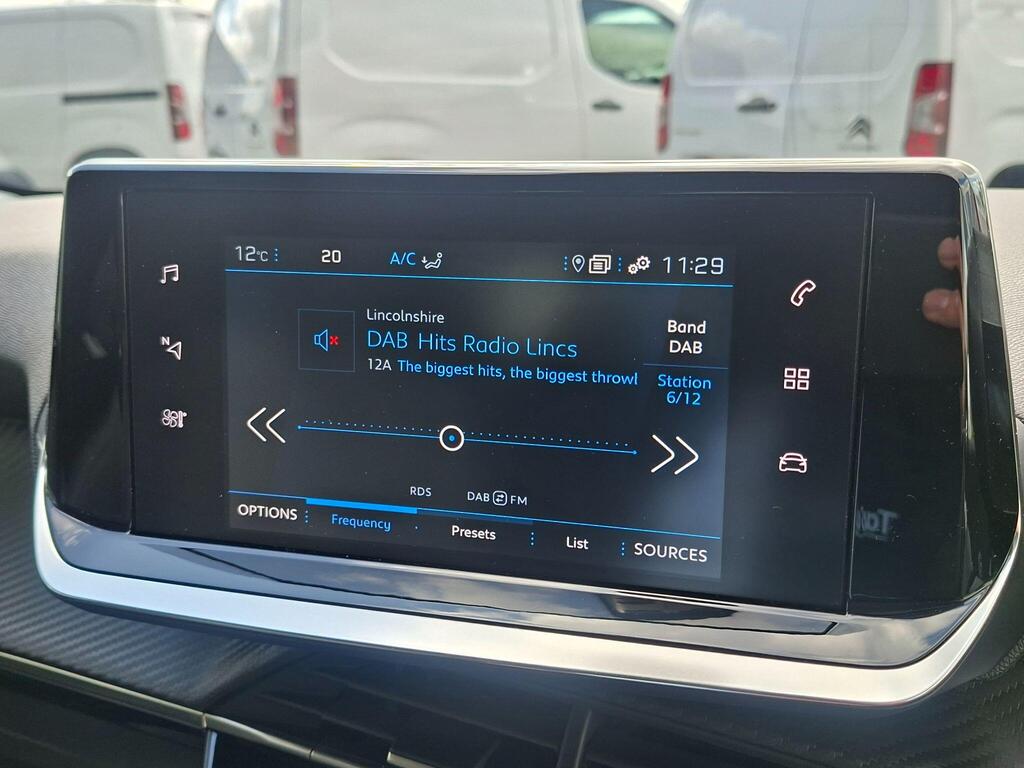 12°C 20 A/C 11:29
N
Lincolnshire
DAB Hits Radio Lincs
12A The biggest hits, the biggest throwl
Band
DAB
Station
6/12
RDS DAB FM
OPTIONS Frequency Presets List SOURCES